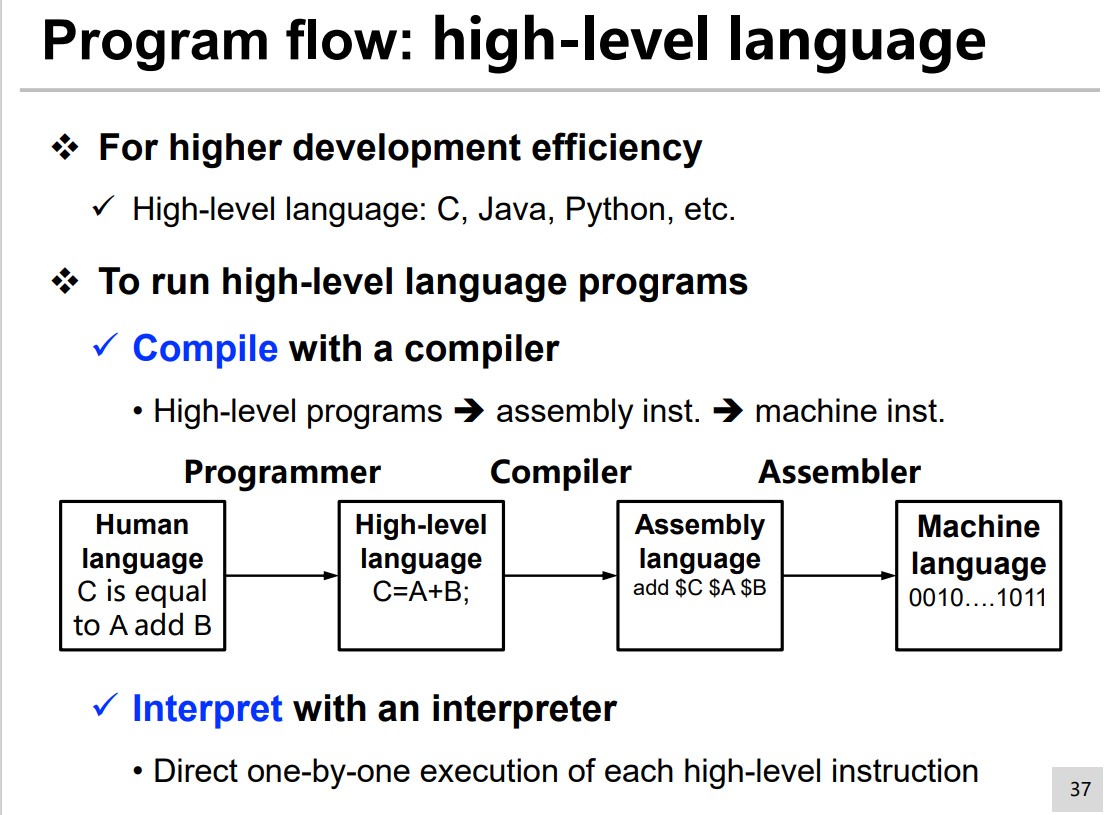 Program flow: high-level language
❖ For higher development efficiency
✓ High-level language: C, Java, Python, etc.
❖ To run high-level language programs
✓ Compile with a compiler
• High-level programs ➔ assembly inst. ➔ machine inst.
Programmer
Compiler
Assembler
Human
language
C is equal
to A add B
High-level
language
C=A+B;
Assembly
language
add $C $A $B
Machine
language
0010....1011
✓ Interpret with an interpreter
• Direct one-by-one execution of each high-level instruction
37